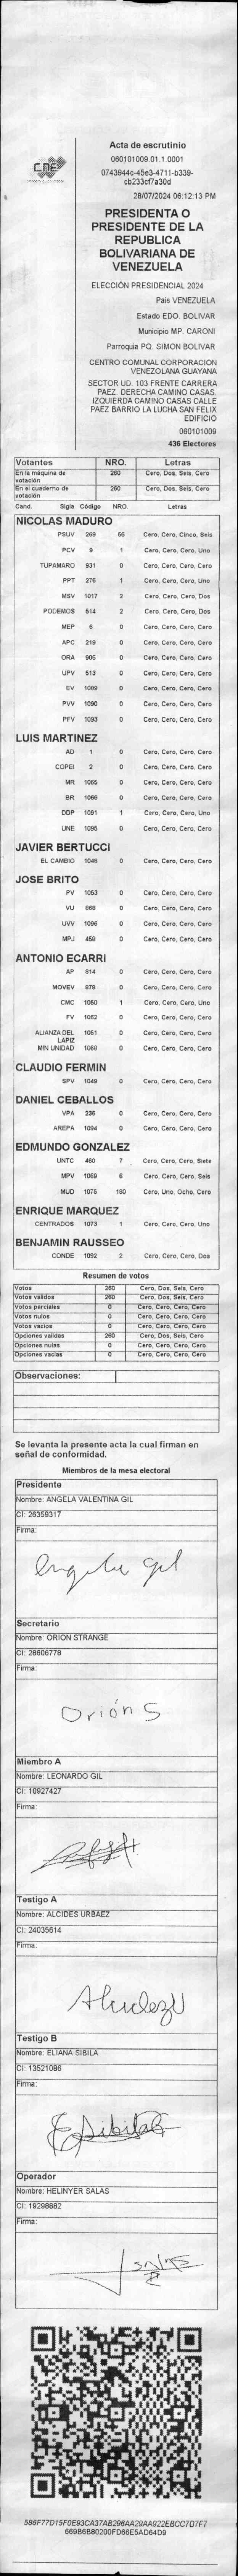 CNE
Acta de escrutinio
060101009.01.1.0001
0743944c-45e3-4711-b339-
cb233cf7a30d
28/07/2024 06:12:13 PM
PRESIDENTA O
PRESIDENTE DE LA
REPUBLICA
BOLIVARIANA DE
VENEZUELA
ELECCIÓN PRESIDENCIAL 2024
Pais VENEZUELA
Estado EDO. BOLIVAR
Municipio MP. CARONI
Parroquia PQ. SIMON BOLIVAR
CENTRO COMUNAL CORPORACION
VENEZOLANA GUAYANA
SECTOR UD. 103 FRENTE CARRERA
PAEZ. DERECHA CAMINO CASAS.
IZQUIERDA CAMINO CASAS CALLE
PAEZ BARRIO LA LUCHA SAN FELIX
EDIFICIO
060101009
436 Electores
Votantes NRO. Letras
En la máquina de votación 260 Cero, Dos, Seis, Cero
En el cuaderno de votación 260 Cero, Dos, Seis, Cero
Cand. Sigla Código NRO. Letras
NICOLAS MADURO
PSUV 269 56 Cero, Cero, Cinco, Seis
PCV 9 1 Cero, Cero, Cero, Uno
TUPAMARO 931 0 Cero, Cero, Cero, Cero
PPT 276 1 Cero, Cero, Cero, Uno
MSV 1017 2 Cero, Cero, Cero, Dos
PODEMOS 514 2 Cero, Cero, Cero, Dos
MEP 6 0 Cero, Cero, Cero, Cero
APC 219 0 Cero, Cero, Cero, Cero
ORA 905 0 Cero, Cero, Cero, Cero
UPV 513 0 Cero, Cero, Cero, Cero
EV 1089 0 Cero, Cero, Cero, Cero
PVV 1090 0 Cero, Cero, Cero, Cero
PFV 1093 0 Cero, Cero, Cero, Cero
LUIS MARTINEZ
AD 1 0 Cero, Cero, Cero, Cero
COPEI 2 0 Cero, Cero, Cero, Cero
MR 1065 0 Cero, Cero, Cero, Cero
BR 1066 0 Cero, Cero, Cero, Cero
DDP 1091 1 Cero, Cero, Cero, Uno
UNE 1095 0 Cero, Cero, Cero, Cero
JAVIER BERTUCCI
EL CAMBIO 1046 0 Cero, Cero, Cero, Cero
JOSE BRITO
PV 1053 0 Cero, Cero, Cero, Cero
VU 868 0 Cero, Cero, Cero, Cero
UVV 1096 0 Cero, Cero, Cero, Cero
MPJ 459 0 Cero, Cero, Cero, Cero
ANTONIO ECARRI
AP 814 0 Cero, Cero, Cero, Cero
MOVEV 878 0 Cero, Cero, Cero, Cero
CMC 1050 1 Cero, Cero, Cero, Uno
FV 1062 0 Cero, Cero, Cero, Cero
ALIANZA DEL LAPIZ 1051 0 Cero, Cero, Cero, Cero
MIN UNIDAD 1068 0 Cero, Cero, Cero, Cero
CLAUDIO FERMIN
SPV 1049 0 Cero, Cero, Cero, Cero
DANIEL CEBALLOS
VPA 236 0 Cero, Cero, Cero, Cero
AREPA 1094 0 Cero, Cero, Cero, Cero
EDMUNDO GONZALEZ
UNTC 460 7 Cero, Cero, Cero, Siete
MPV 1069 6 Cero, Cero, Cero, Seis
MUD 1076 180 Cero, Uno, Ocho, Cero
ENRIQUE MARQUEZ
CENTRADOS 1073 1 Cero, Cero, Cero, Uno
BENJAMIN RAUSSEO
CONDE 1092 2 Cero, Cero, Cero, Dos
Resumen de votos
Votos 260 Cero, Dos, Seis, Cero
Votos validos 260 Cero, Dos, Seis, Cero
Votos parciales 0 Cero, Cero, Cero, Cero
Votos nulos 0 Cero, Cero, Cero, Cero
Votos vacios 0 Cero, Cero, Cero, Cero
Opciones validas 260 Cero, Dos, Seis, Cero
Opciones nulas 0 Cero, Cero, Cero, Cero
Opciones vacias 0 Cero, Cero, Cero, Cero
Observaciones:
Se levanta la presente acta la cual firman en
señal de conformidad.
Miembros de la mesa electoral
Presidente
Nombre: ANGELA VALENTINA GIL
CI: 26359317
Firma:
Angela gil
Secretario
Nombre: ORION STRANGE
CI: 28606778
Firma:
Orión S
Miembro A
Nombre: LEONARDO GIL
CI: 10927427
Firma:
Testigo A
Nombre: ALCIDES URBAEZ
CI: 24035614
Firma:
Testigo B
Nombre: ELIANA SIBILA
CI: 13521086
Firma:
ESibila
Operador
Nombre: HELINYER SALAS
CI: 19298882
Firma:
Salas